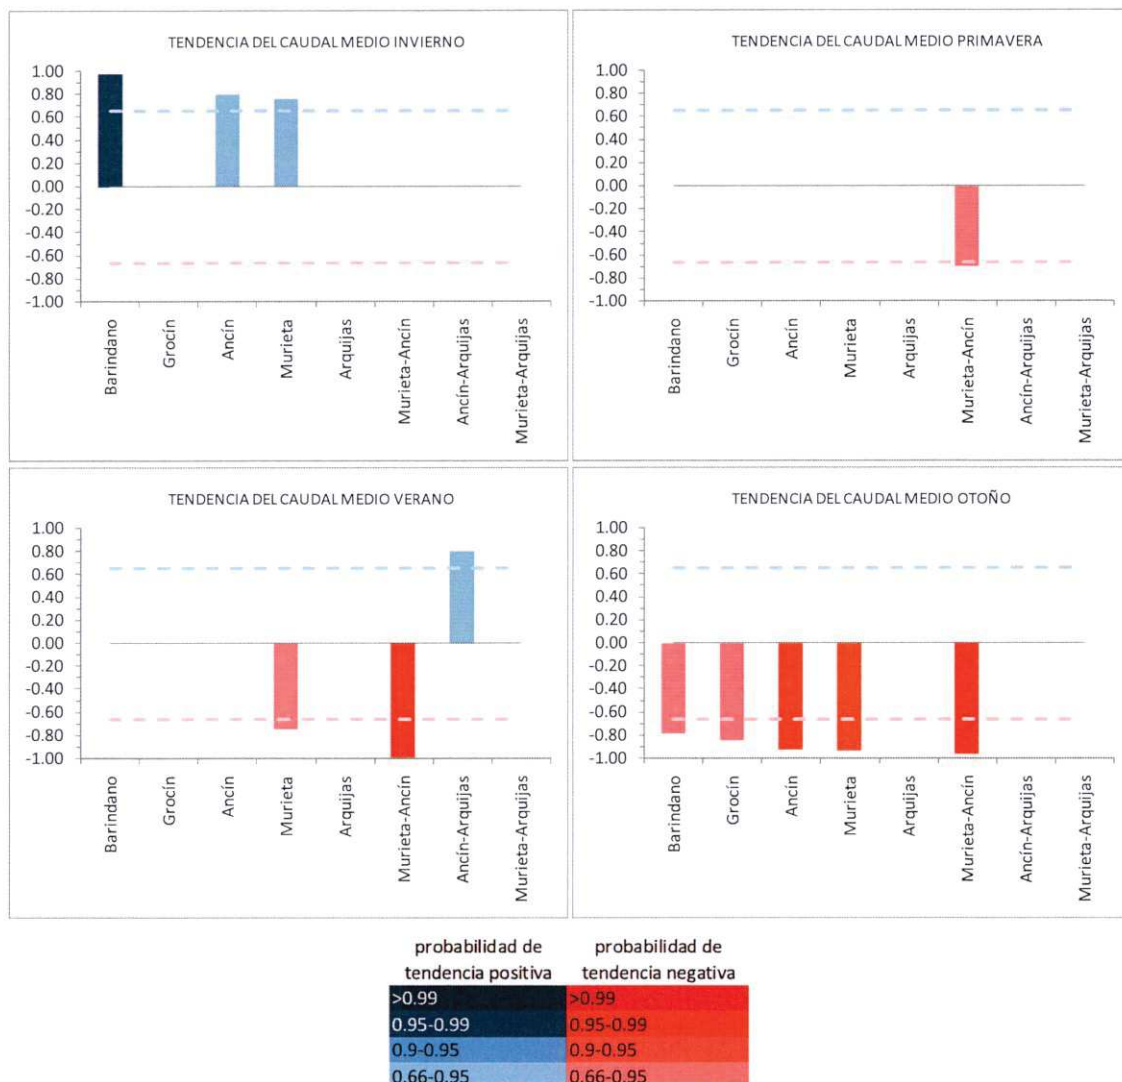 TENDENCIA DEL CAUDAL MEDIO INVIERNO
1.00
0.80
0.60
0.40
0.20
0.00
-0.20
-0.40
-0.60
-0.80
-1.00
Barindano
Grocín
Ancín
Murieta
Arquijas
Murieta-Ancín
Ancín-Arquijas
Murieta-Arquijas
TENDENCIA DEL CAUDAL MEDIO PRIMAVERA
1.00
0.80
0.60
0.40
0.20
0.00
-0.20
-0.40
-0.60
-0.80
-1.00
Barindano
Grocín
Ancín
Murieta
Arquijas
Murieta-Ancín
Ancín-Arquijas
Murieta-Arquijas
TENDENCIA DEL CAUDAL MEDIO VERANO
1.00
0.80
0.60
0.40
0.20
0.00
-0.20
-0.40
-0.60
-0.80
-1.00
Barindano
Grocín
Ancín
Murieta
Arquijas
Murieta-Ancín
Ancín-Arquijas
Murieta-Arquijas
TENDENCIA DEL CAUDAL MEDIO OTOÑO
1.00
0.80
0.60
0.40
0.20
0.00
-0.20
-0.40
-0.60
-0.80
-1.00
Barindano
Grocín
Ancín
Murieta
Arquijas
Murieta-Ancín
Ancín-Arquijas
Murieta-Arquijas
probabilidad de probabilidad de
tendencia positiva tendencia negativa
>0.99 >0.99
0.95-0.99 0.95-0.99
0.9-0.95 0.9-0.95
0.66-0.95 0.66-0.95